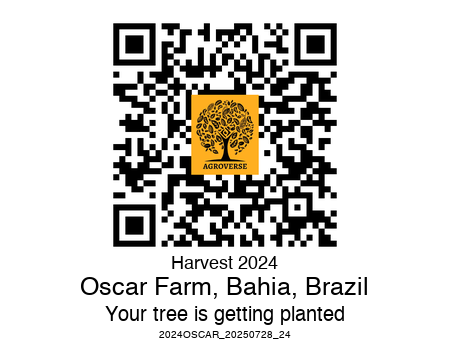 AGROVERSE
Harvest 2024
Oscar Farm, Bahia, Brazil
Your tree is getting planted
2024OSCAR_20250728_24